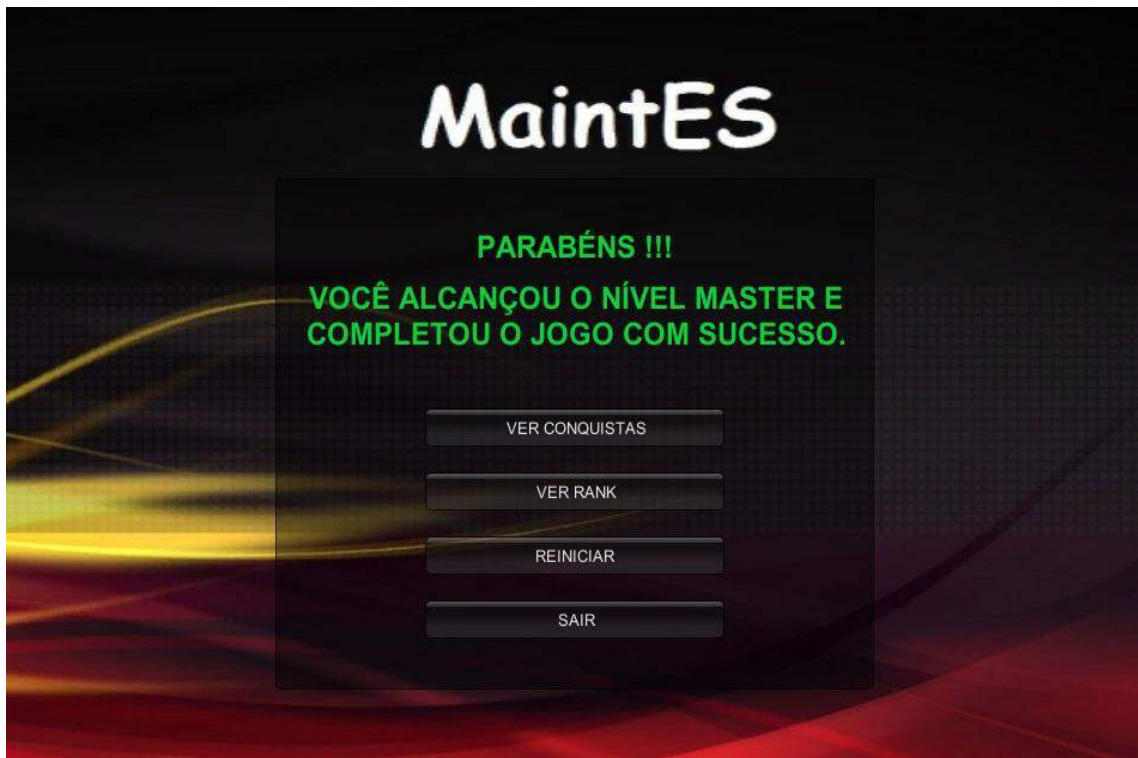 MaintES
PARABÉNS !!!
VOCÊ ALCANÇOU O NÍVEL MASTER E
COMPLETOU O JOGO COM SUCESSO.
VER CONQUISTAS
VER RANK
REINICIAR
SAIR